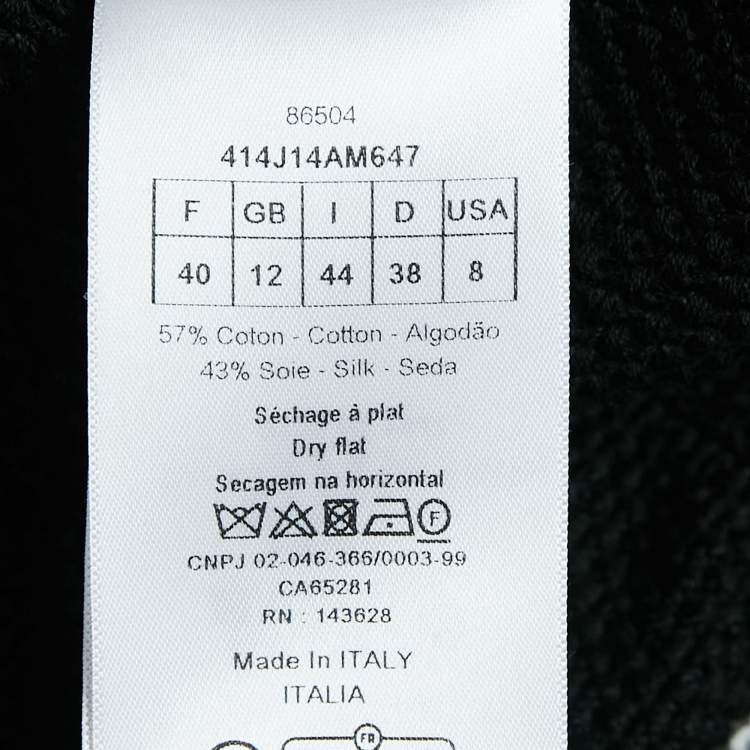 86504
414J14AM647
F GB I D USA
40 12 44 38 8
57% Coton - Cotton - Algodão
43% Soie - Silk - Seda
Séchage à plat
Dry flat
Secagem na horizontal
F
CNPJ 02-046-366/0003-99
CA65281
RN : 143628
Made In ITALY
ITALIA
FR